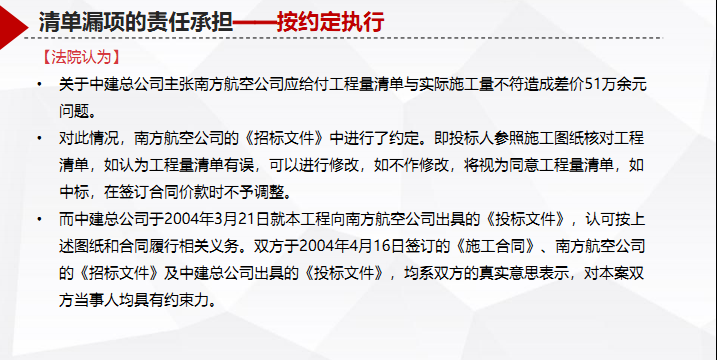 清单漏项的责任承担——按约定执行
【法院认为】
• 关于中建总公司主张南方航空公司应给付工程量清单与实际施工量不符造成差价51万余元
问题。
• 对此情况，南方航空公司的《招标文件》中进行了约定。即投标人参照施工图纸核对工程
清单，如认为工程量清单有误，可以进行修改，如不作修改，将视为同意工程量清单，如
中标，在签订合同价款时不予调整。
• 而中建总公司于2004年3月21日就本工程向南方航空公司出具的《投标文件》，认可按上
述图纸和合同履行相关义务。双方于2004年4月16日签订的《施工合同》、南方航空公司
的《招标文件》及中建总公司出具的《投标文件》，均系双方的真实意思表示，对本案双
方当事人均具有约束力。